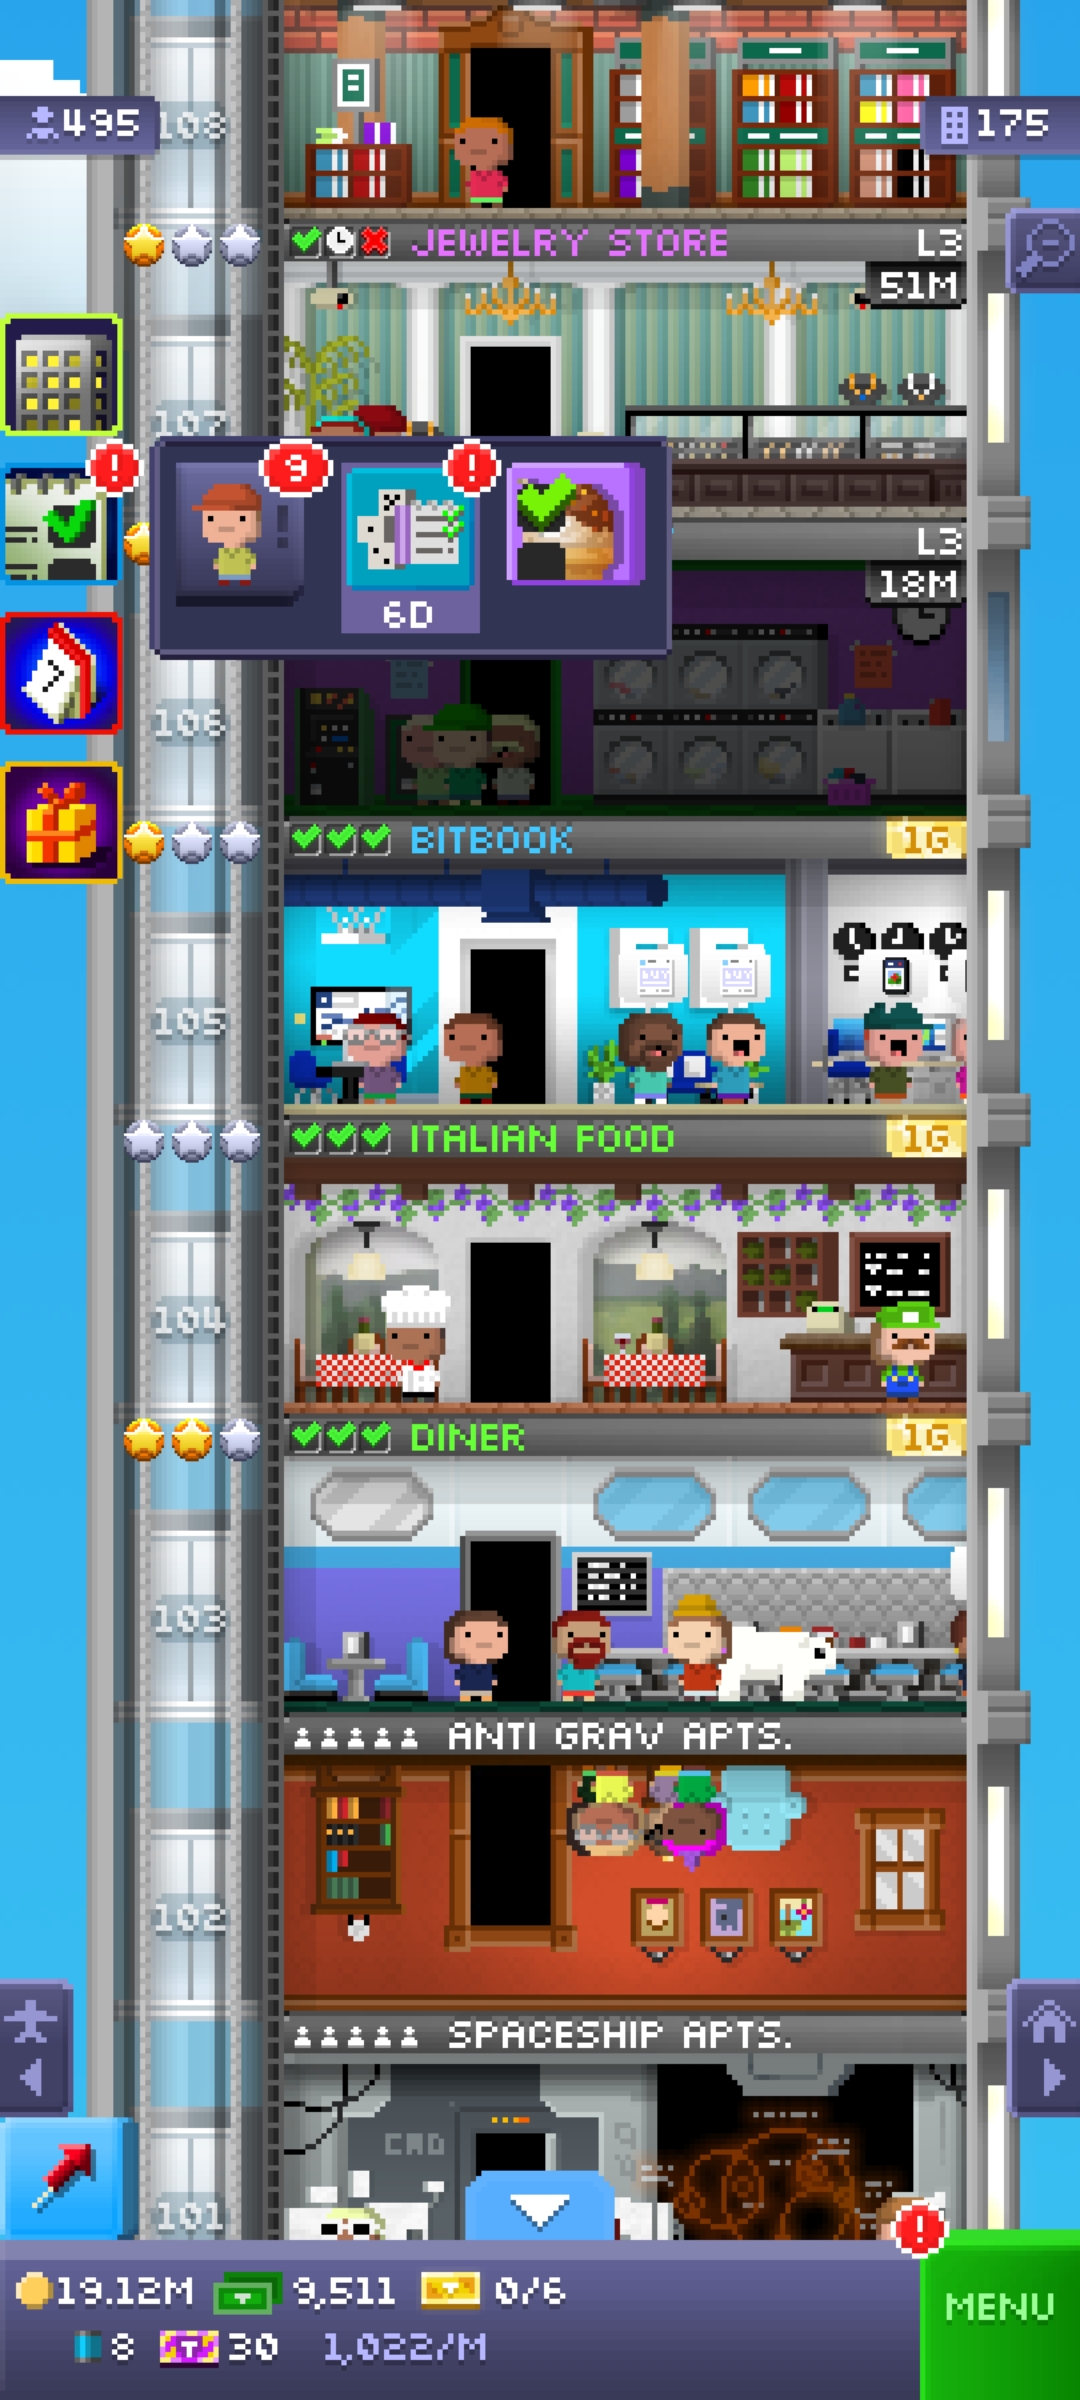 495
108
175
JEWELRY STORE
L3
51M
107
9
!
!
!
6D
L3
18M
7
106
BITBOOK
1G
105
ITALIAN FOOD
1G
104
DINER
1G
103
ANTI GRAV APTS.
102
SPACESHIP APTS.
CMD
101
!
19.12M
9,511
0/6
MENU
8
T
30
1,022/M